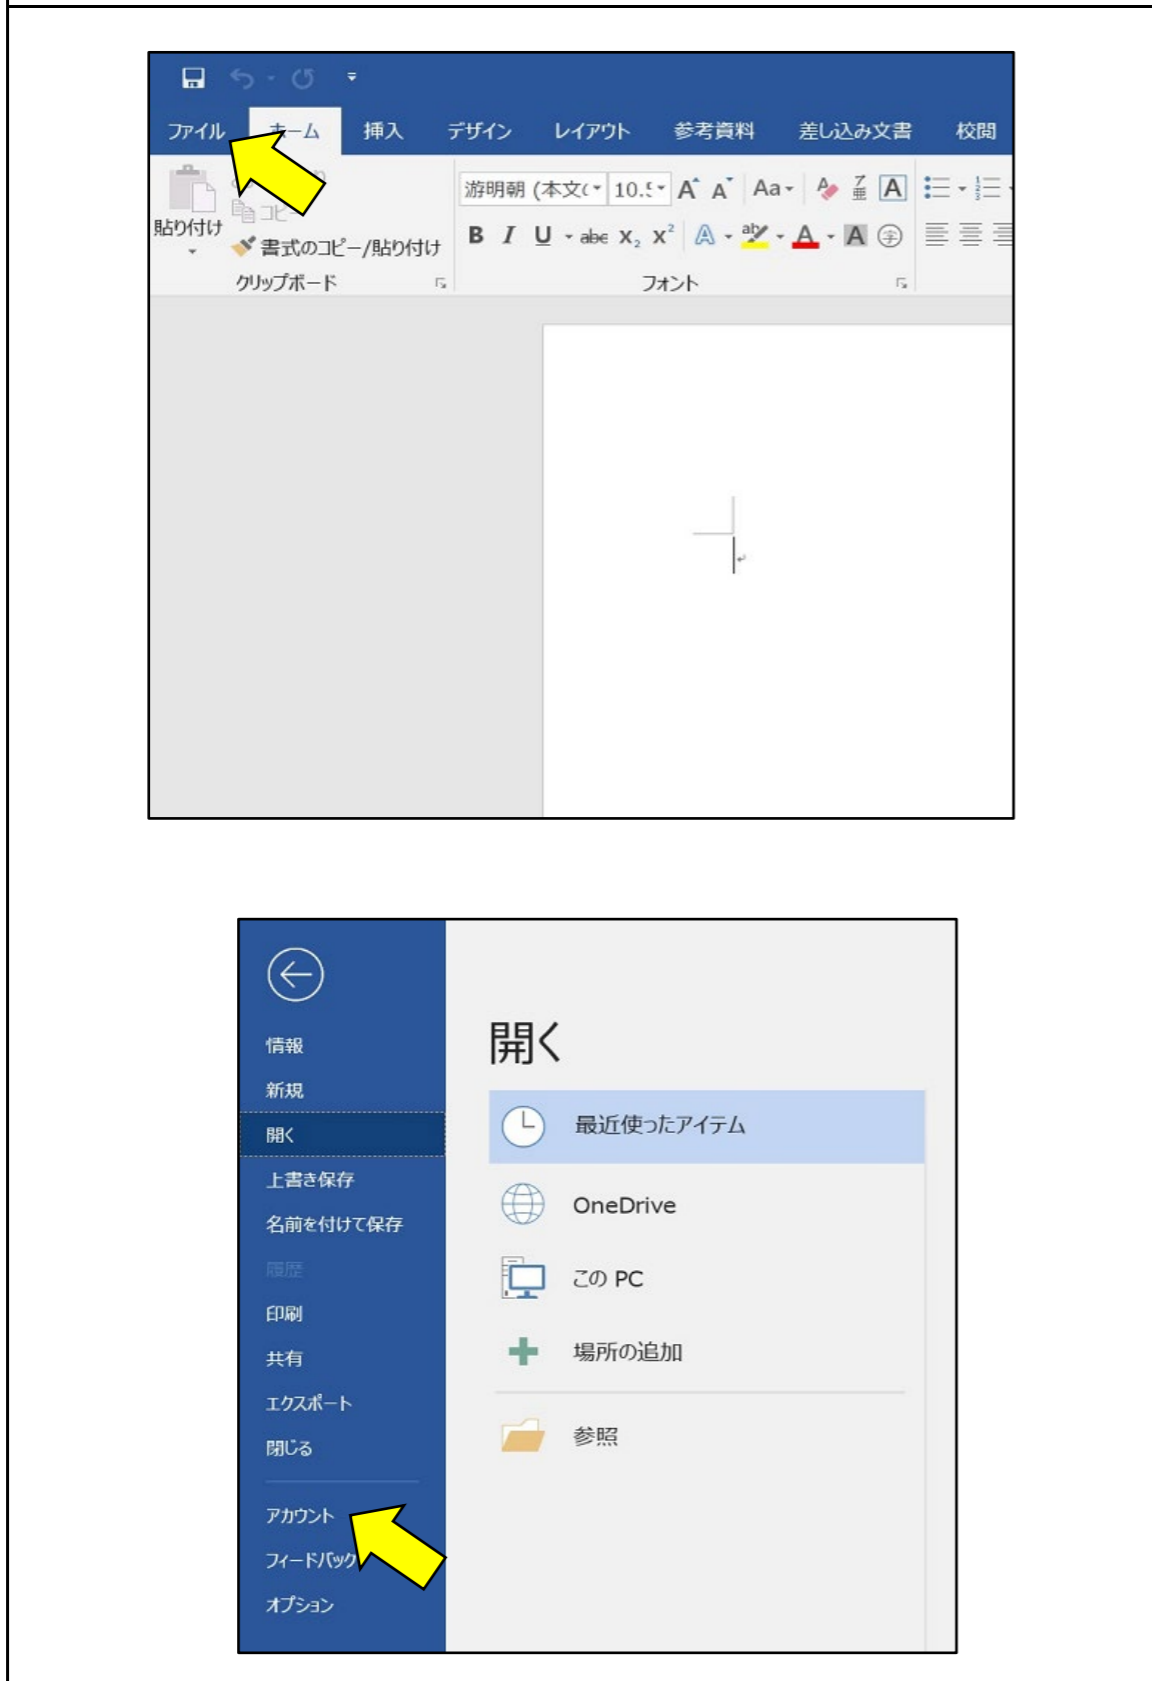 ファイル ホーム 挿入 デザイン レイアウト 参考資料 差し込み文書 校閲
游明朝 (本文( 10.5 A A Aa A ア亜 A
コピー
貼り付け
書式のコピー/貼り付け
B I U abc X₂ X² A aby A A 字
クリップボード フォント
開く
情報
新規
開く
上書き保存
名前を付けて保存
履歴
印刷
共有
エクスポート
閉じる
アカウント
フィードバック
オプション
最近使ったアイテム
OneDrive
この PC
場所の追加
参照